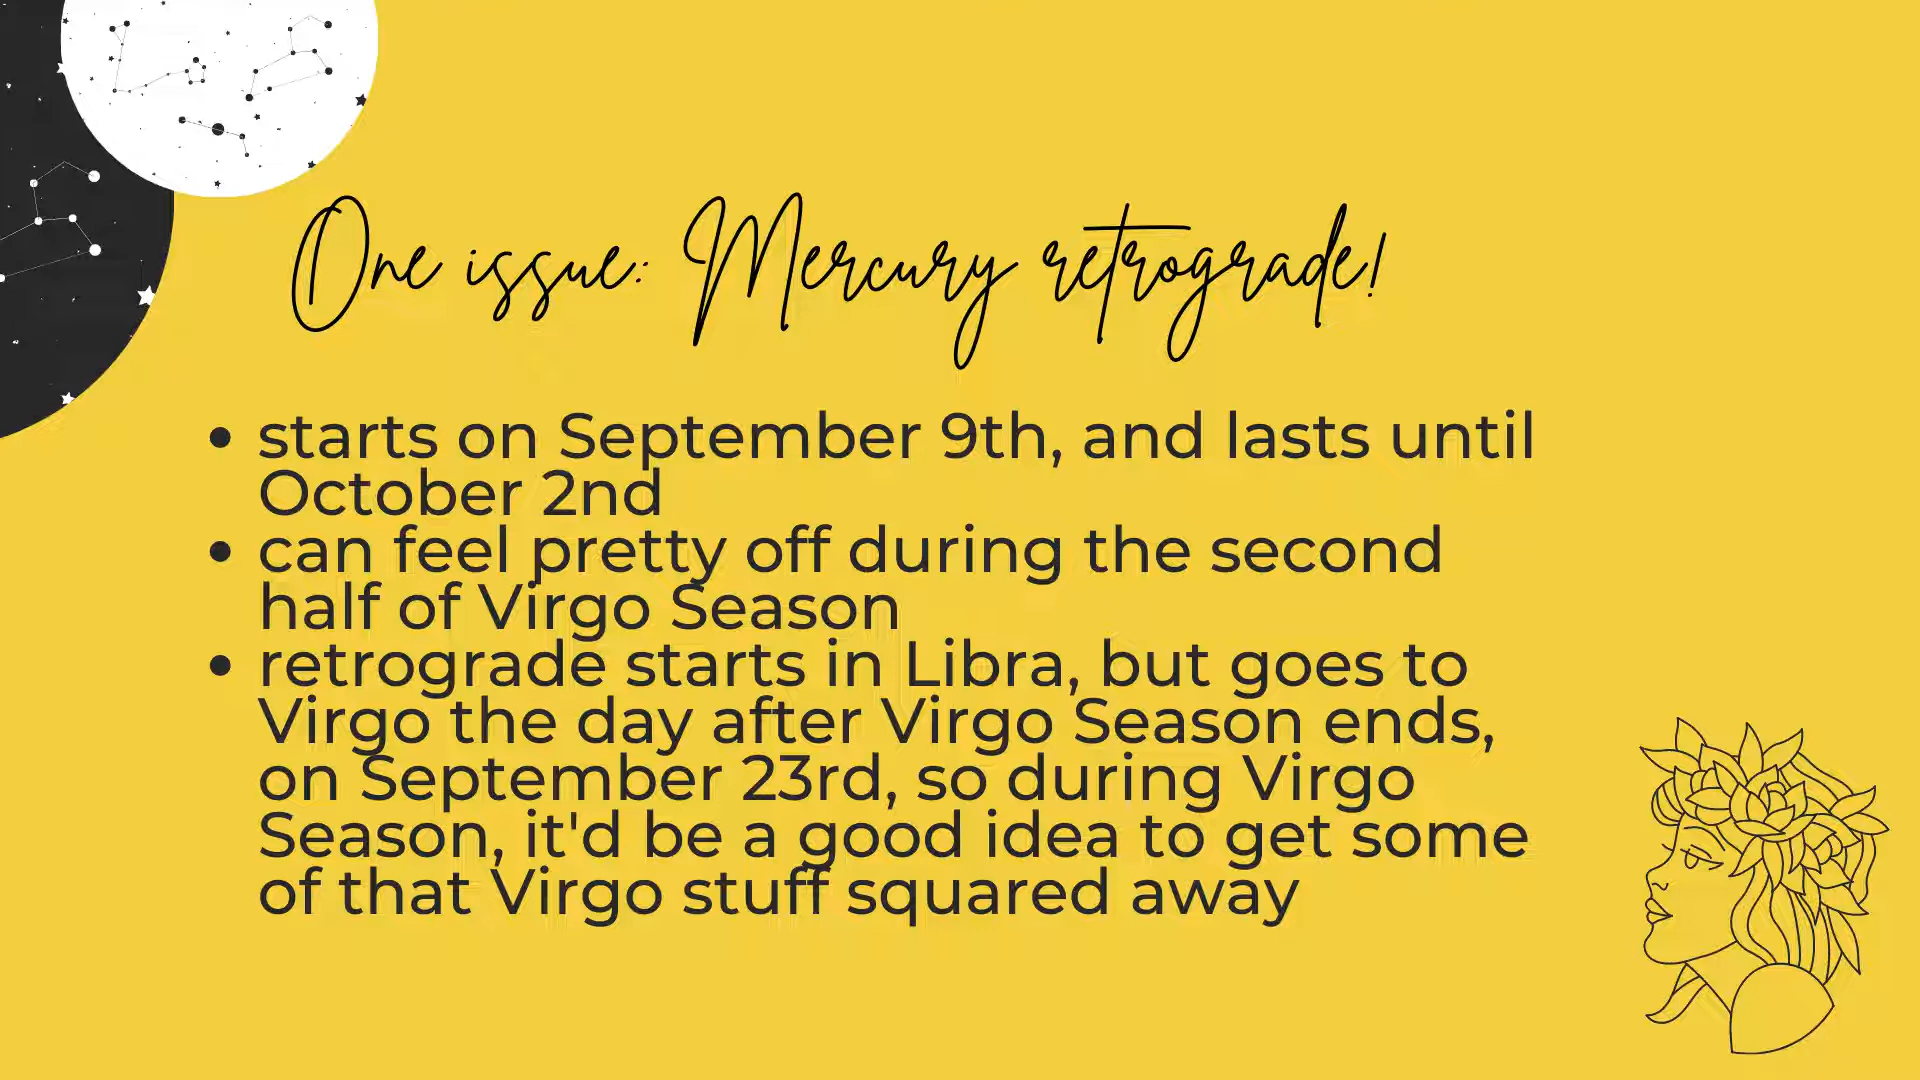 One issue: Mercury retrograde!
• starts on September 9th, and lasts until
October 2nd
• can feel pretty off during the second
half of Virgo Season
• retrograde starts in Libra, but goes to
Virgo the day after Virgo Season ends,
on September 23rd, so during Virgo
Season, it'd be a good idea to get some
of that Virgo stuff squared away